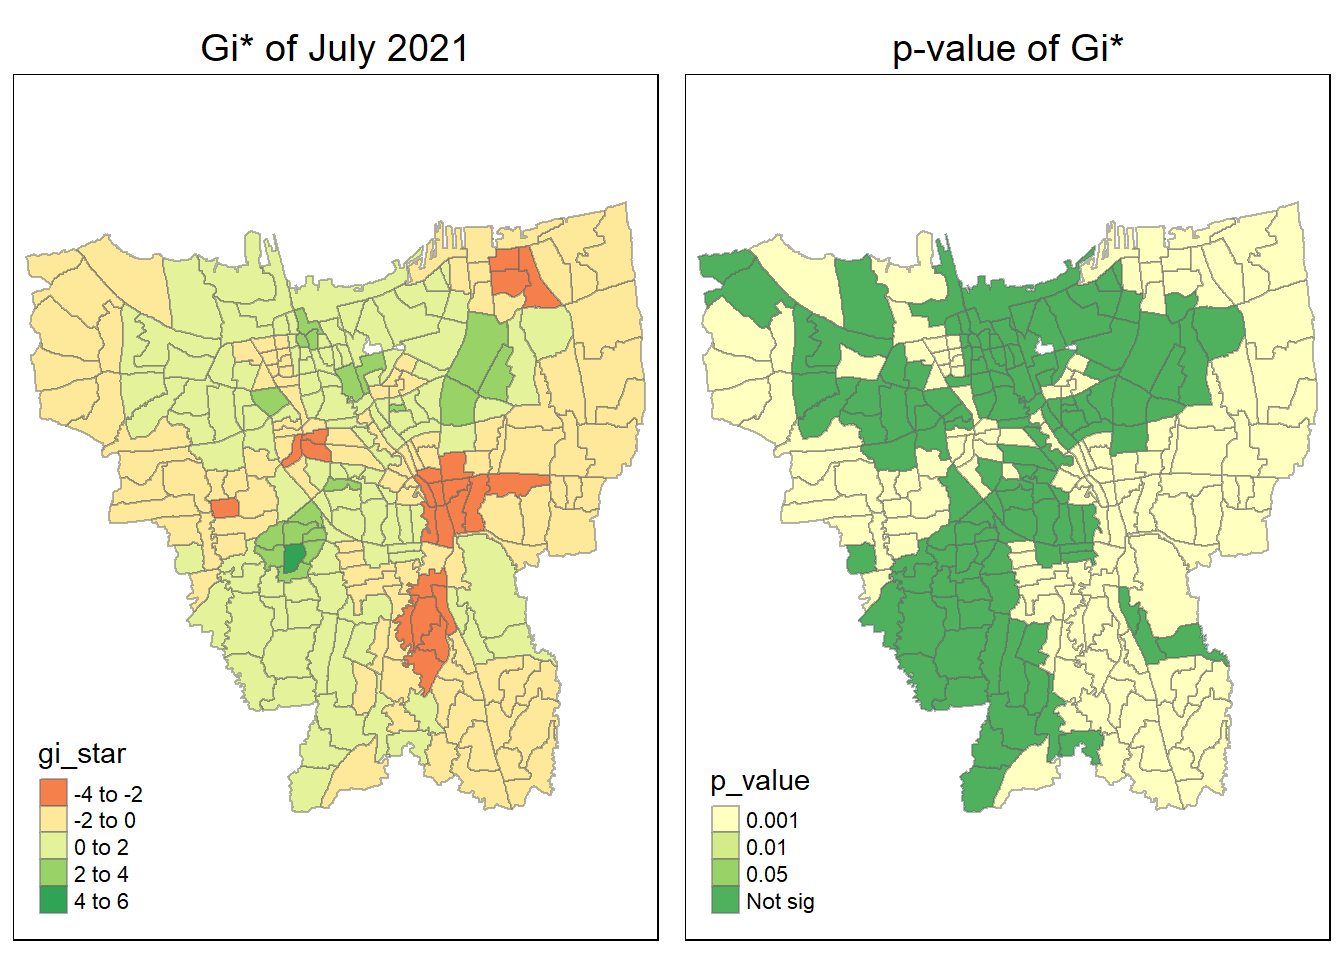 Gi* of July 2021
gi_star
-4 to -2
-2 to 0
0 to 2
2 to 4
4 to 6
p-value of Gi*
p_value
0.001
0.01
0.05
Not sig